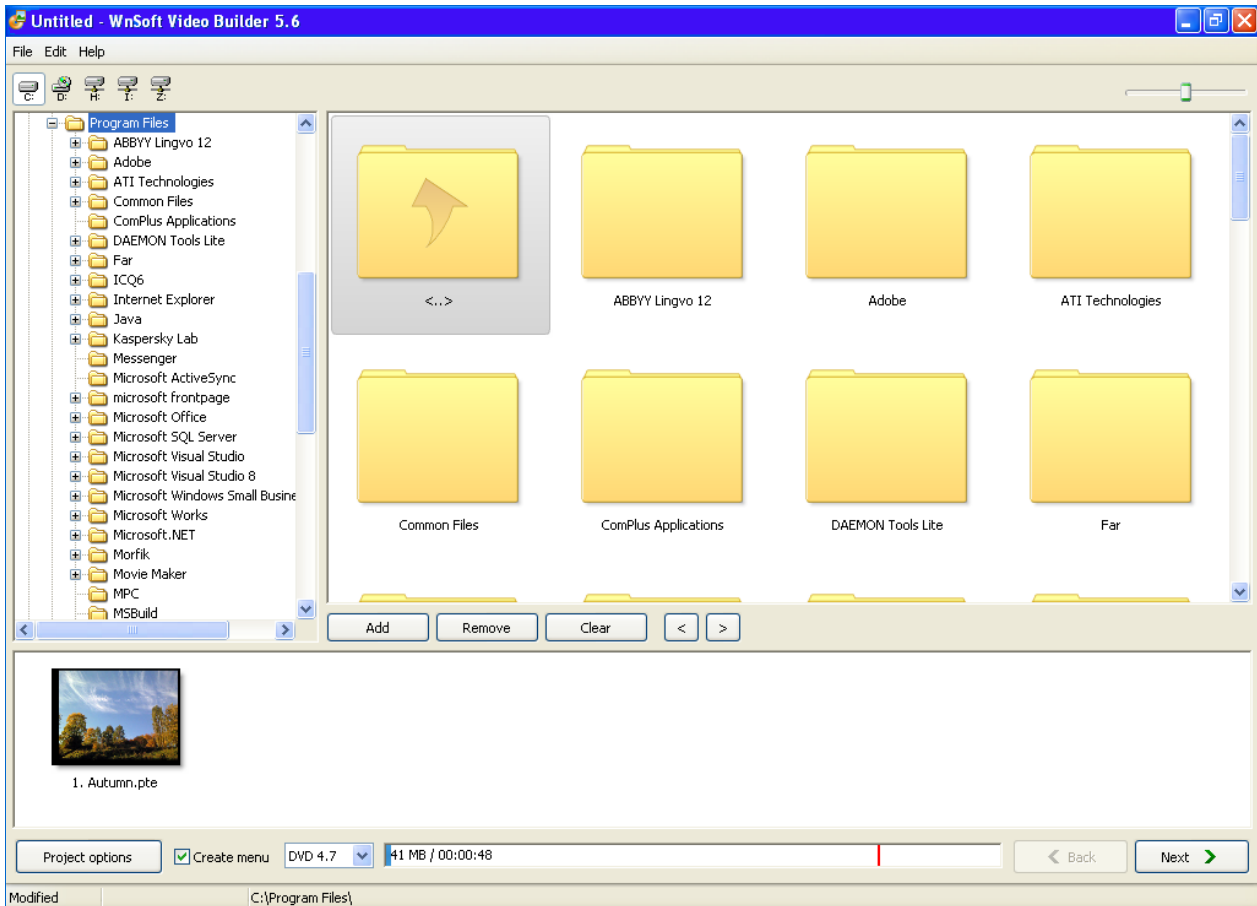 Untitled - WnSoft Video Builder 5.6
File Edit Help
C: D: H: I: Z:
Program Files
ABBYY Lingvo 12
Adobe
ATI Technologies
Common Files
ComPlus Applications
DAEMON Tools Lite
Far
ICQ6
Internet Explorer
Java
Kaspersky Lab
Messenger
Microsoft ActiveSync
microsoft frontpage
Microsoft Office
Microsoft SQL Server
Microsoft Visual Studio
Microsoft Visual Studio 8
Microsoft Windows Small Busine
Microsoft Works
Microsoft.NET
Morfik
Movie Maker
MPC
MSBuild
<..> ABBYY Lingvo 12 Adobe ATI Technologies
Common Files ComPlus Applications DAEMON Tools Lite Far
Add Remove Clear < >
1. Autumn.pte
Project options Create menu DVD 4.7 41 MB / 00:00:48 Back Next
Modified C:\Program Files\